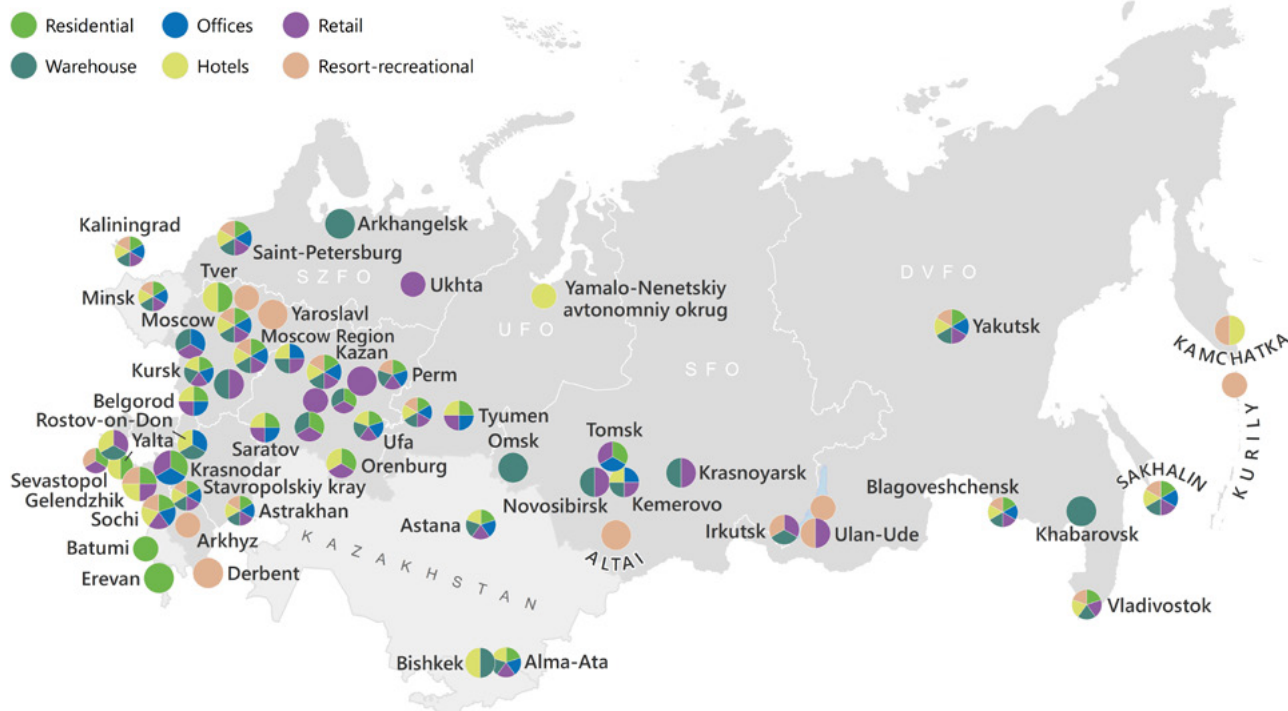 Residential
Offices
Retail
Warehouse
Hotels
Resort-recreational
Kaliningrad
Arkhangelsk
Saint-Petersburg
SZFO
Tver
Ukhta
Minsk
Yaroslavl
Moscow
Moscow Region
Kazan
Kursk
Perm
Belgorod
Rostov-on-Don
Yalta
Saratov
Ufa
Tyumen
Orenburg
Sevastopol
Krasnodar
Gelendzhik
Stavropolskiy kray
Sochi
Astrakhan
Arkhyz
Batumi
Erevan
Derbent
Yamalo-Nenetskiy
avtonomniy okrug
UFO
SFO
DVFO
Yakutsk
KAMCHATKA
KURILY
SAKHALIN
Omsk
Tomsk
Krasnoyarsk
Novosibirsk
Kemerovo
Astana
KAZAKHSTAN
ALTAI
Irkutsk
Ulan-Ude
Blagoveshchensk
Khabarovsk
Vladivostok
Bishkek
Alma-Ata